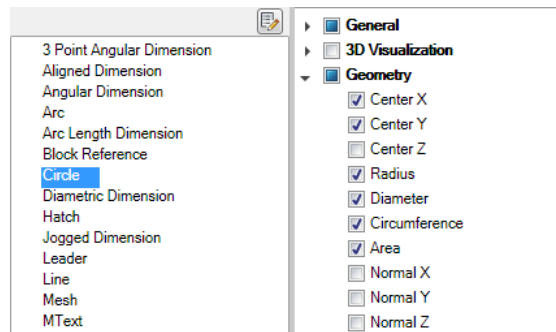 3 Point Angular Dimension
Aligned Dimension
Angular Dimension
Arc
Arc Length Dimension
Block Reference
Circle
Diametric Dimension
Hatch
Jogged Dimension
Leader
Line
Mesh
MText
General
3D Visualization
Geometry
Center X
Center Y
Center Z
Radius
Diameter
Circumference
Area
Normal X
Normal Y
Normal Z